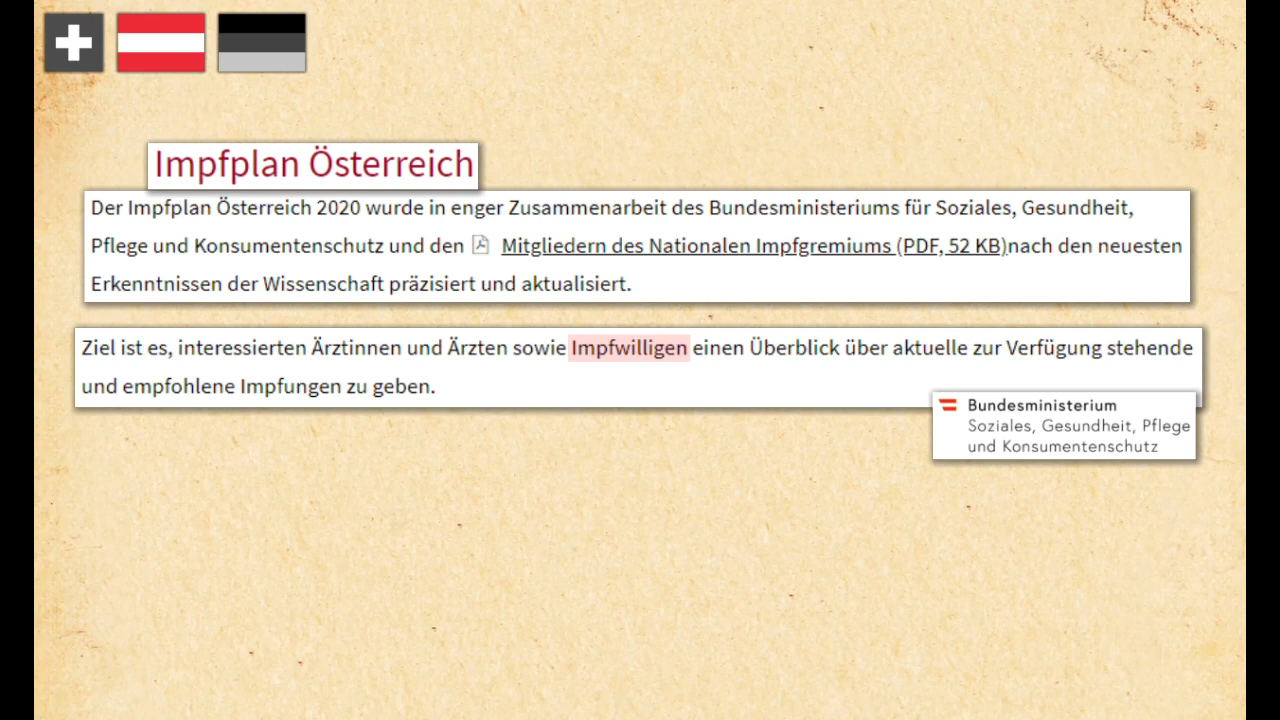 Impfplan Österreich
Der Impfplan Österreich 2020 wurde in enger Zusammenarbeit des Bundesministeriums für Soziales, Gesundheit,
Pflege und Konsumentenschutz und den Mitgliedern des Nationalen Impfgremiums (PDF, 52 KB)nach den neuesten
Erkenntnissen der Wissenschaft präzisiert und aktualisiert.
Ziel ist es, interessierten Ärztinnen und Ärzten sowie Impfwilligen einen Überblick über aktuelle zur Verfügung stehende
und empfohlene Impfungen zu geben.
Bundesministerium
Soziales, Gesundheit, Pflege
und Konsumentenschutz